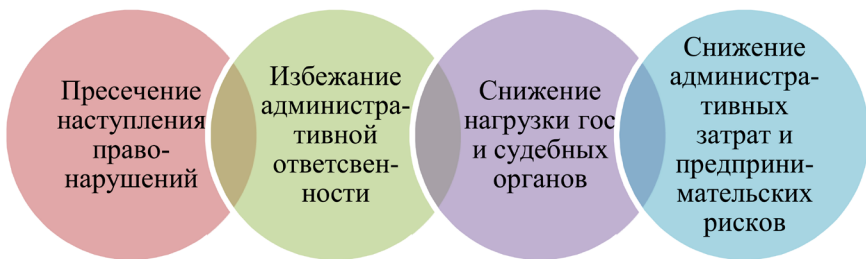 Пресечение
наступления
право-
нарушений
Избежание
администра-
тивной
ответсвен-
ности
Снижение
нагрузки гос
и судебных
органов
Снижение
администра-
тивных
затрат и
предприни-
мательских
рисков